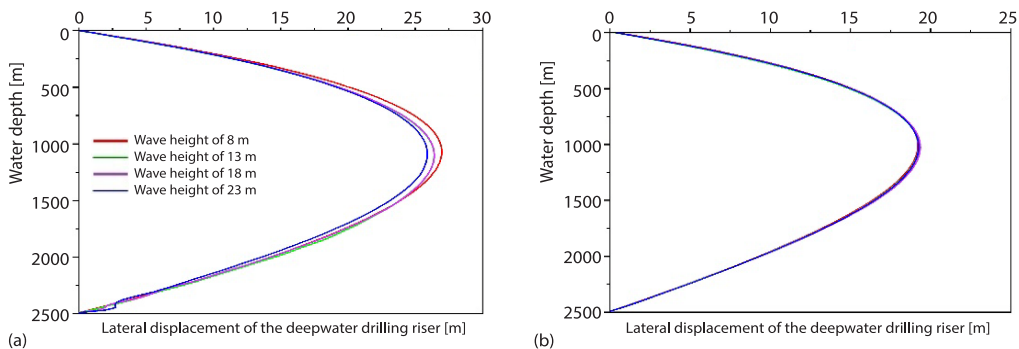 0 5 10 15 20 25 30
0
500
1000
1500
2000
2500
Water depth [m]
Wave height of 8 m
Wave height of 13 m
Wave height of 18 m
Wave height of 23 m
(a) Lateral displacement of the deepwater drilling riser [m]
0 5 10 15 20 25
0
500
1000
1500
2000
2500
Water depth [m]
(b) Lateral displacement of the deepwater drilling riser [m]